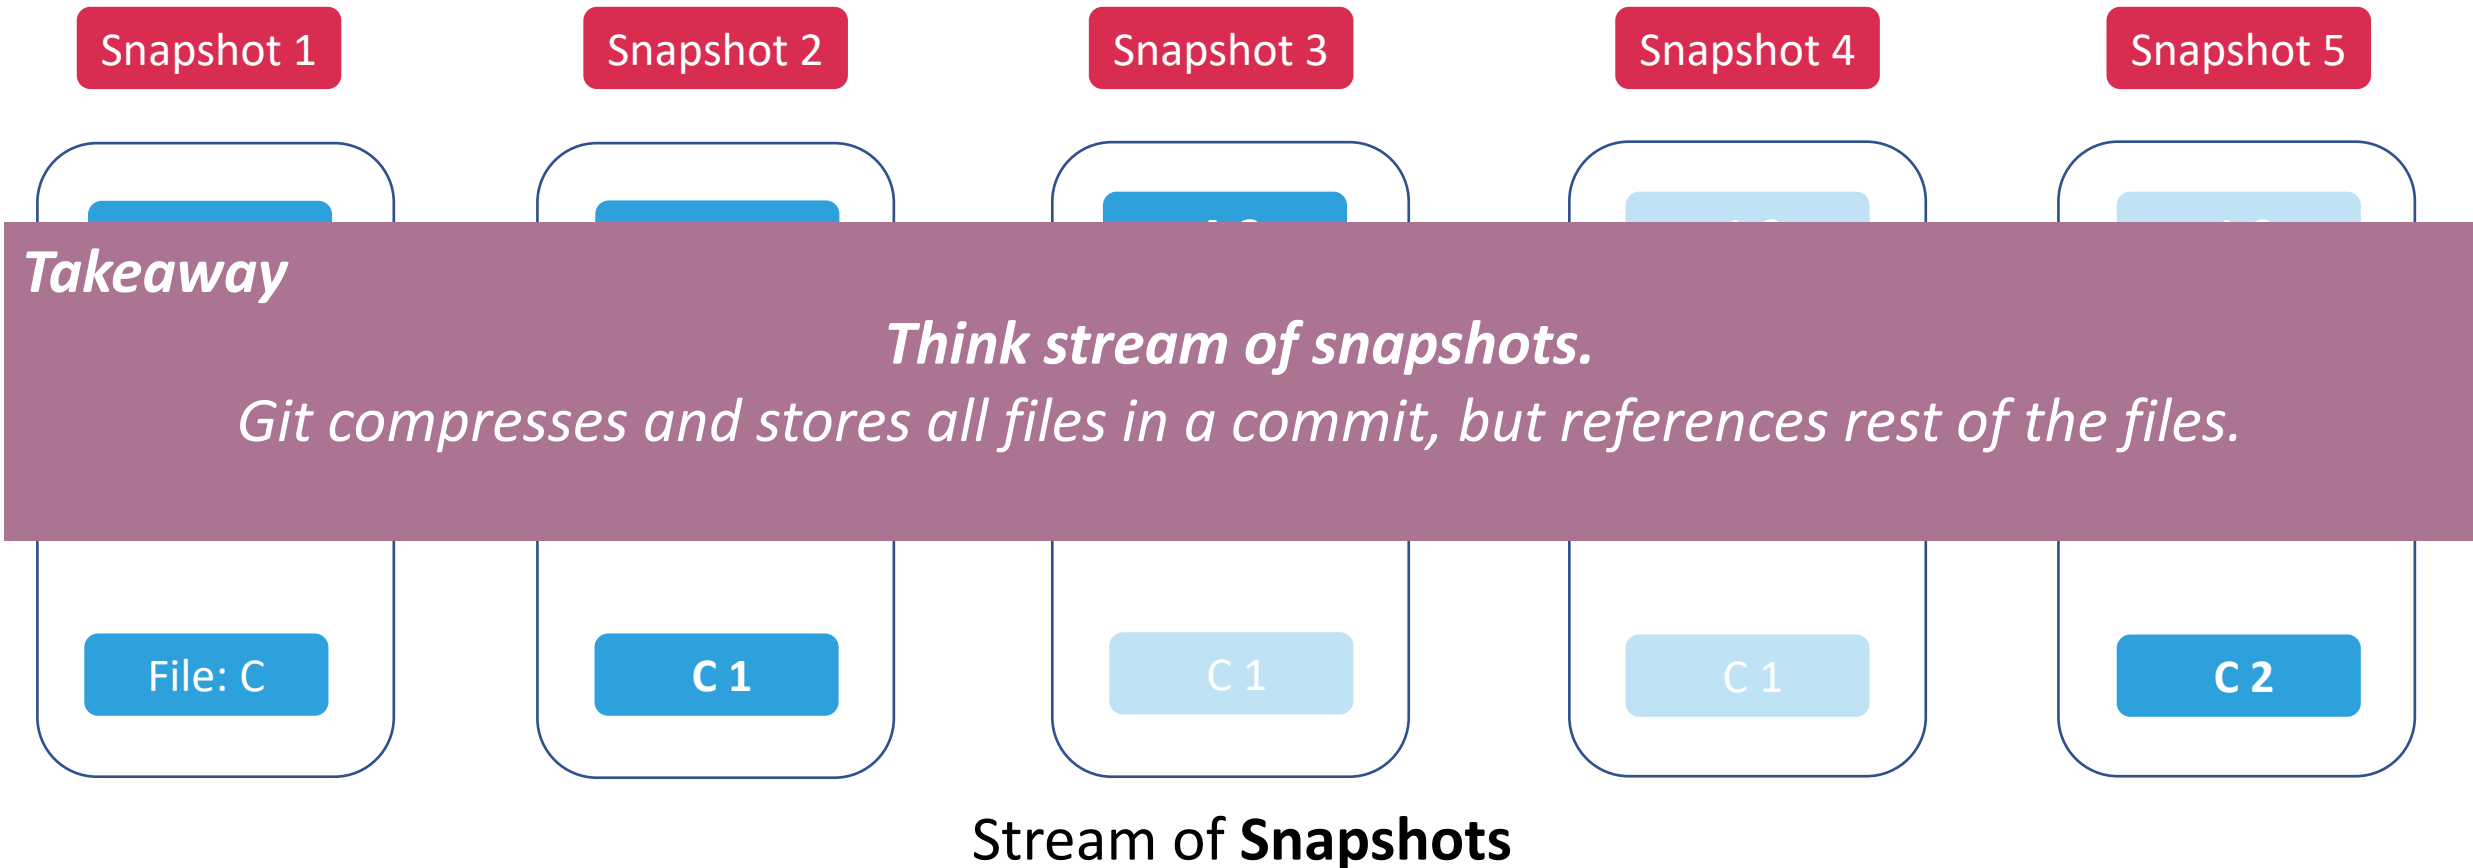 Snapshot 1
Snapshot 2
Snapshot 3
Snapshot 4
Snapshot 5
Takeaway
Think stream of snapshots.
Git compresses and stores all files in a commit, but references rest of the files.
File: C
C 1
C 1
C 1
C 2
Stream of Snapshots